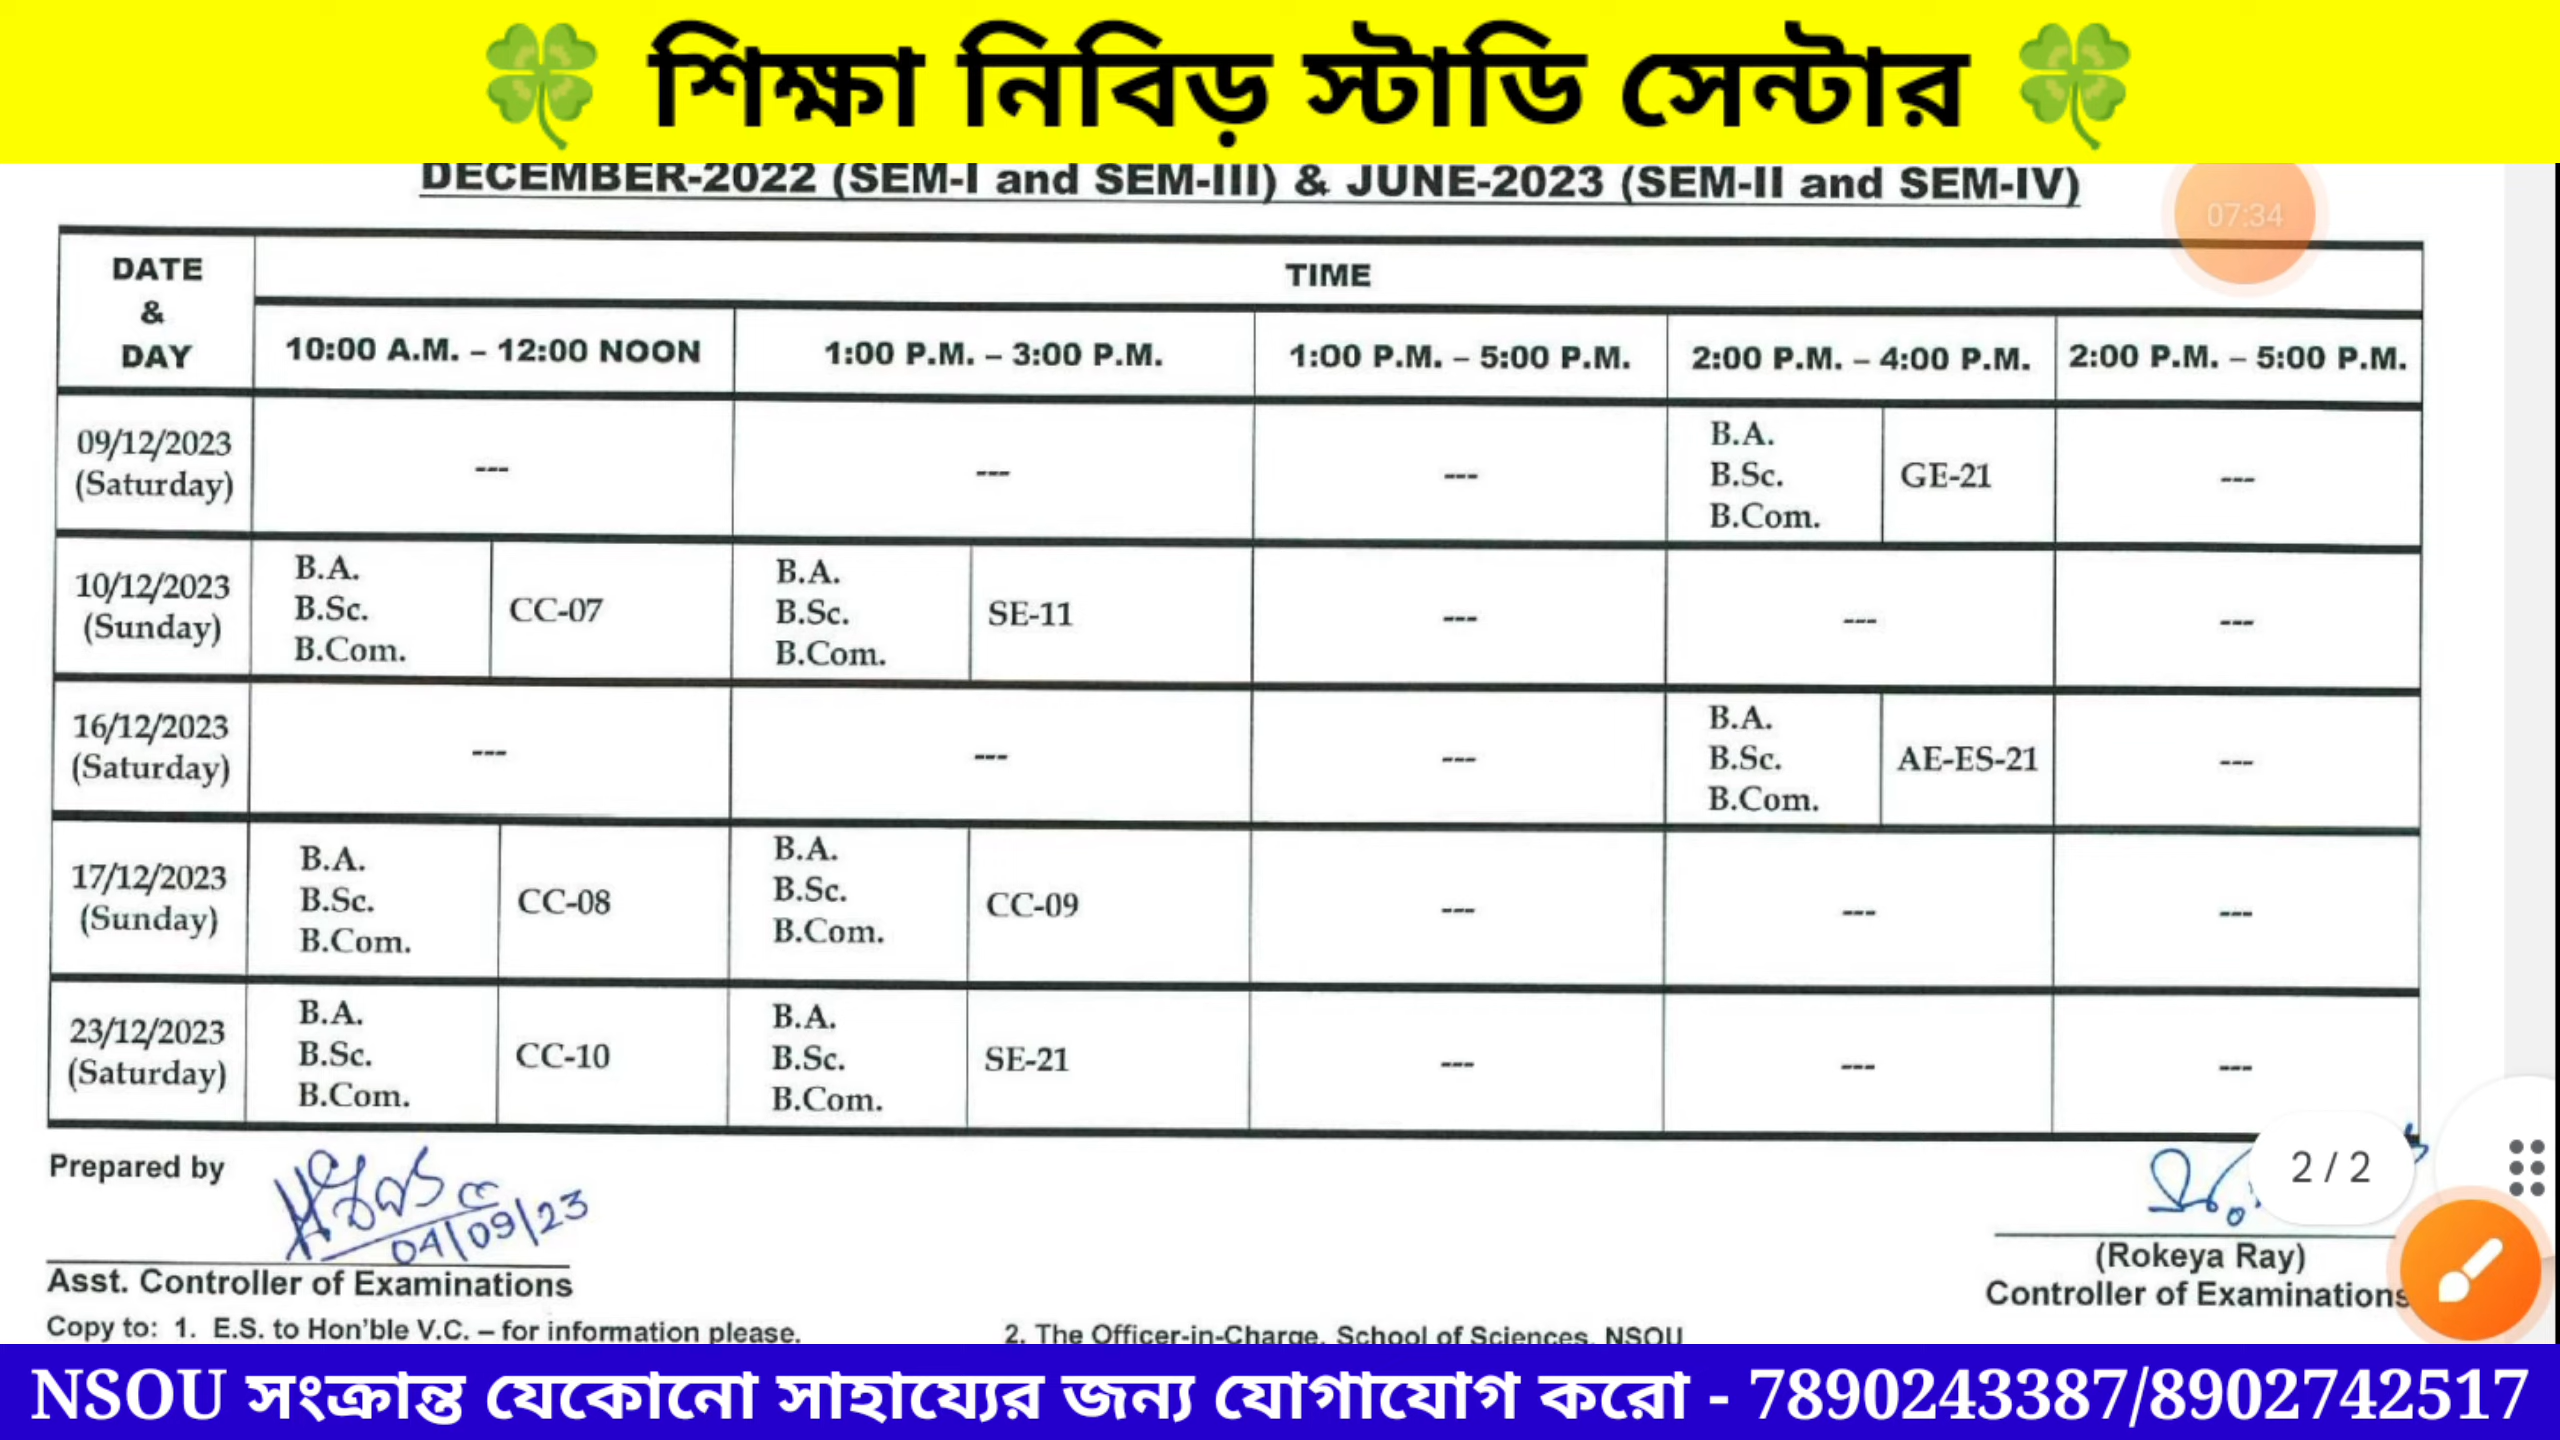 🍀 শিক্ষা নিবিড় স্টাডি সেন্টার 🍀
DECEMBER-2022 (SEM-I and SEM-III) & JUNE-2023 (SEM-II and SEM-IV)
07:34
DATE
&
DAY
TIME
10:00 A.M. – 12:00 NOON
1:00 P.M. – 3:00 P.M.
1:00 P.M. – 5:00 P.M.
2:00 P.M. – 4:00 P.M.
2:00 P.M. – 5:00 P.M.
09/12/2023
(Saturday)
---
---
---
B.A.
B.Sc.
B.Com.
GE-21
---
10/12/2023
(Sunday)
B.A.
B.Sc.
B.Com.
CC-07
B.A.
B.Sc.
B.Com.
SE-11
---
---
---
16/12/2023
(Saturday)
---
---
---
B.A.
B.Sc.
B.Com.
AE-ES-21
---
17/12/2023
(Sunday)
B.A.
B.Sc.
B.Com.
CC-08
B.A.
B.Sc.
B.Com.
CC-09
---
---
---
23/12/2023
(Saturday)
B.A.
B.Sc.
B.Com.
CC-10
B.A.
B.Sc.
B.Com.
SE-21
---
---
---
Prepared by
04/09/23
2 / 2
Asst. Controller of Examinations
(Rokeya Ray)
Controller of Examinations
Copy to: 1. E.S. to Hon'ble V.C. – for information please.
2. The Officer-in-Charge, School of Sciences, NSOU
NSOU সংক্রান্ত যেকোনো সাহায্যের জন্য যোগাযোগ করো - 7890243387/8902742517